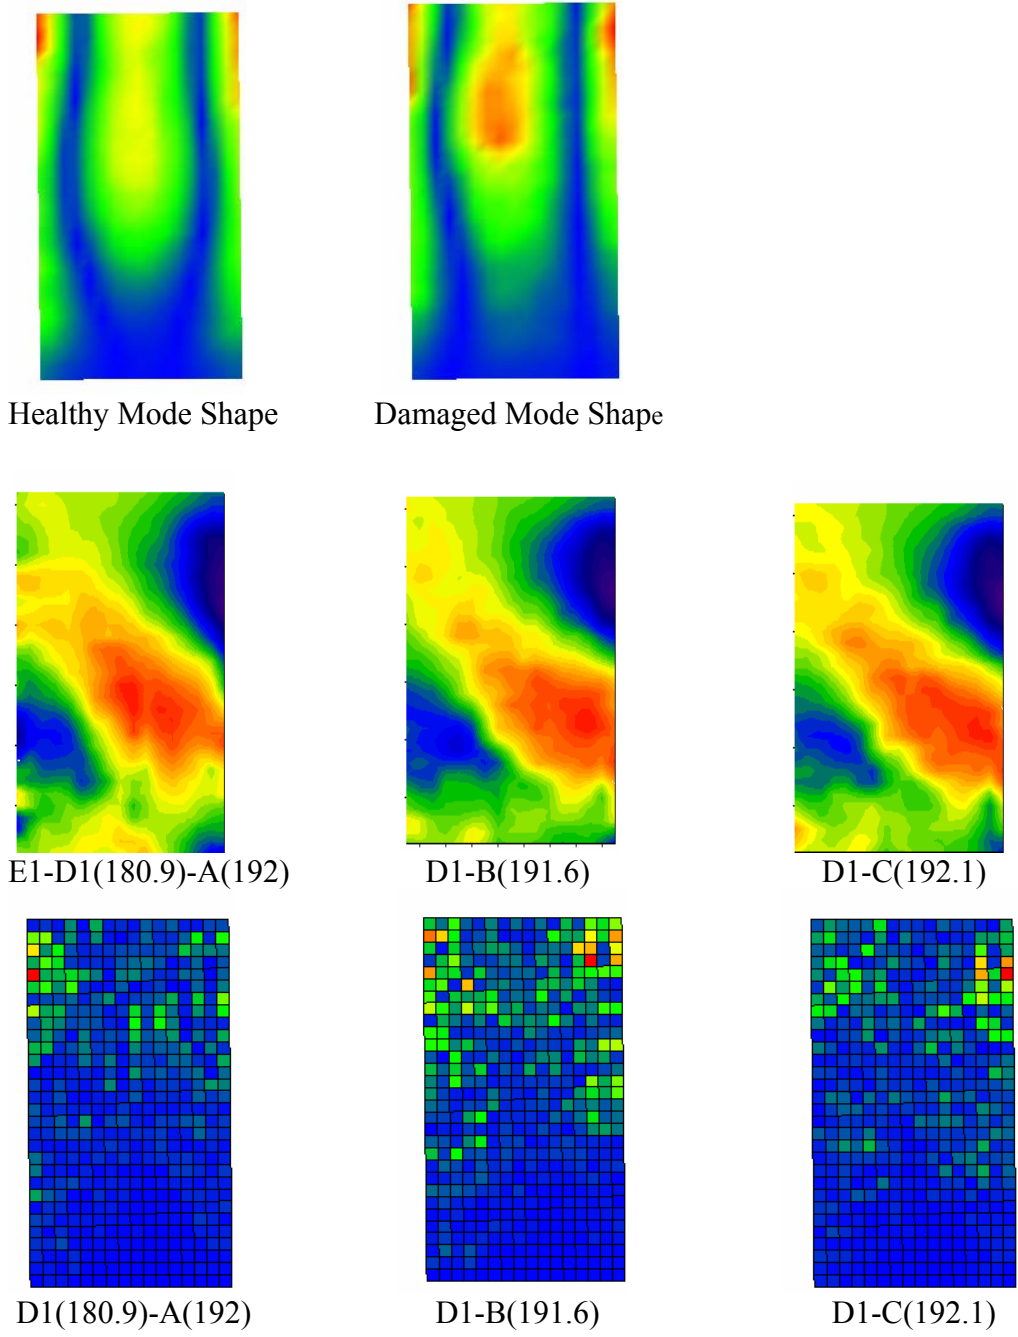 Healthy Mode Shape
Damaged Mode Shape
E1-D1(180.9)-A(192)
D1-B(191.6)
D1-C(192.1)
D1(180.9)-A(192)
D1-B(191.6)
D1-C(192.1)